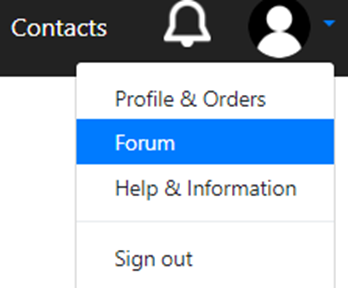 Contacts
Profile & Orders
Forum
Help & Information
Sign out